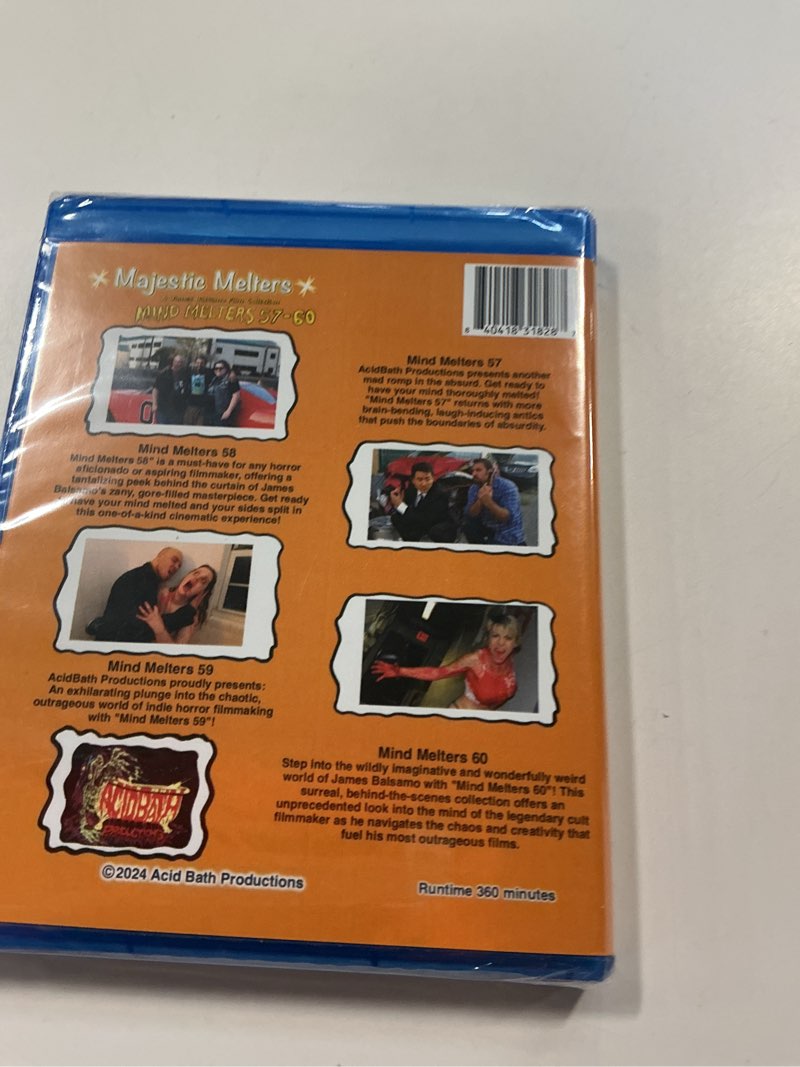 Majestic Melters
A James Balsamo Film Collection
MIND MELTERS 57-60
6 40418 31828 7
Mind Melters 57
AcidBath Productions presents another
mad romp in the absurd. Get ready to
have your mind thoroughly melted!
"Mind Melters 57" returns with more
brain-bending, laugh-inducing antics
that push the boundaries of absurdity.
Mind Melters 58
Mind Melters 58" is a must-have for any horror
aficionado or aspiring filmmaker, offering a
tantalizing peek behind the curtain of James
Balsamo's zany, gore-filled masterpiece. Get ready
have your mind melted and your sides split in
this one-of-a-kind cinematic experience!
Mind Melters 59
AcidBath Productions proudly presents:
An exhilarating plunge into the chaotic,
outrageous world of indie horror filmmaking
with "Mind Melters 59"!
Mind Melters 60
Step into the wildly imaginative and wonderfully weird
world of James Balsamo with "Mind Melters 60"! This
surreal, behind-the-scenes collection offers an
unprecedented look into the mind of the legendary cult
filmmaker as he navigates the chaos and creativity that
fuel his most outrageous films.
ACIDBATH
PRODUCTIONS
©2024 Acid Bath Productions
Runtime 360 minutes